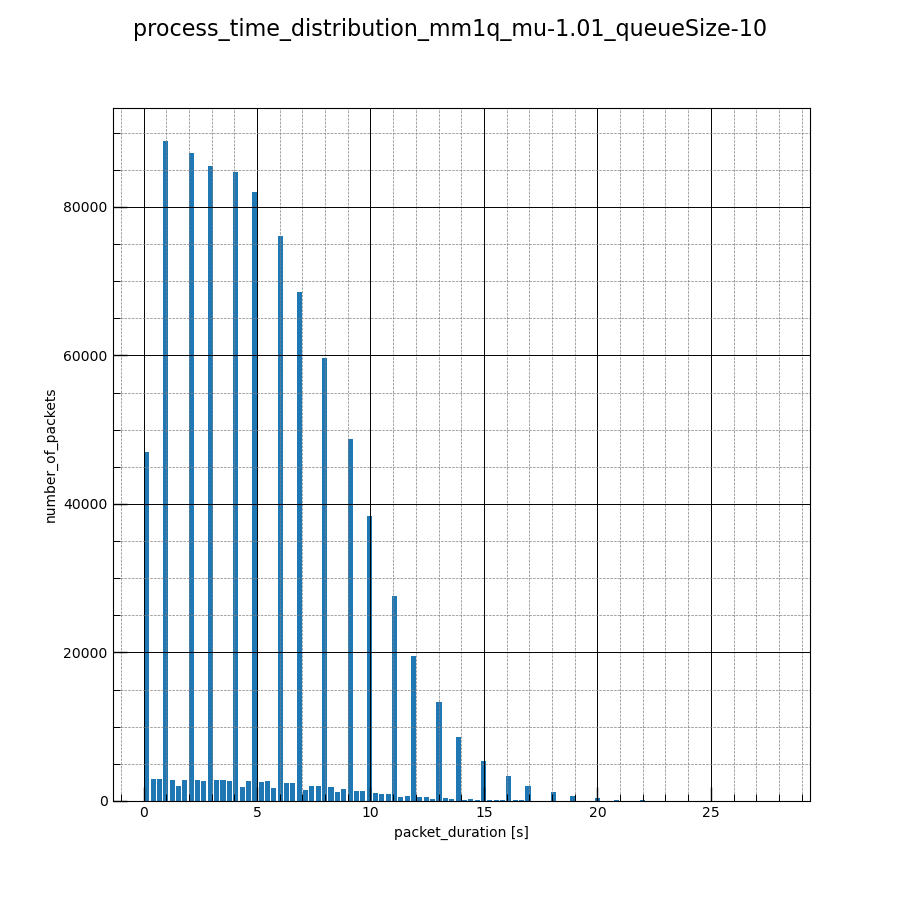 process_time_distribution_mm1q_mu-1.01_queueSize-10
80000
60000
40000
20000
0
number_of_packets
0 5 10 15 20 25
packet_duration [s]